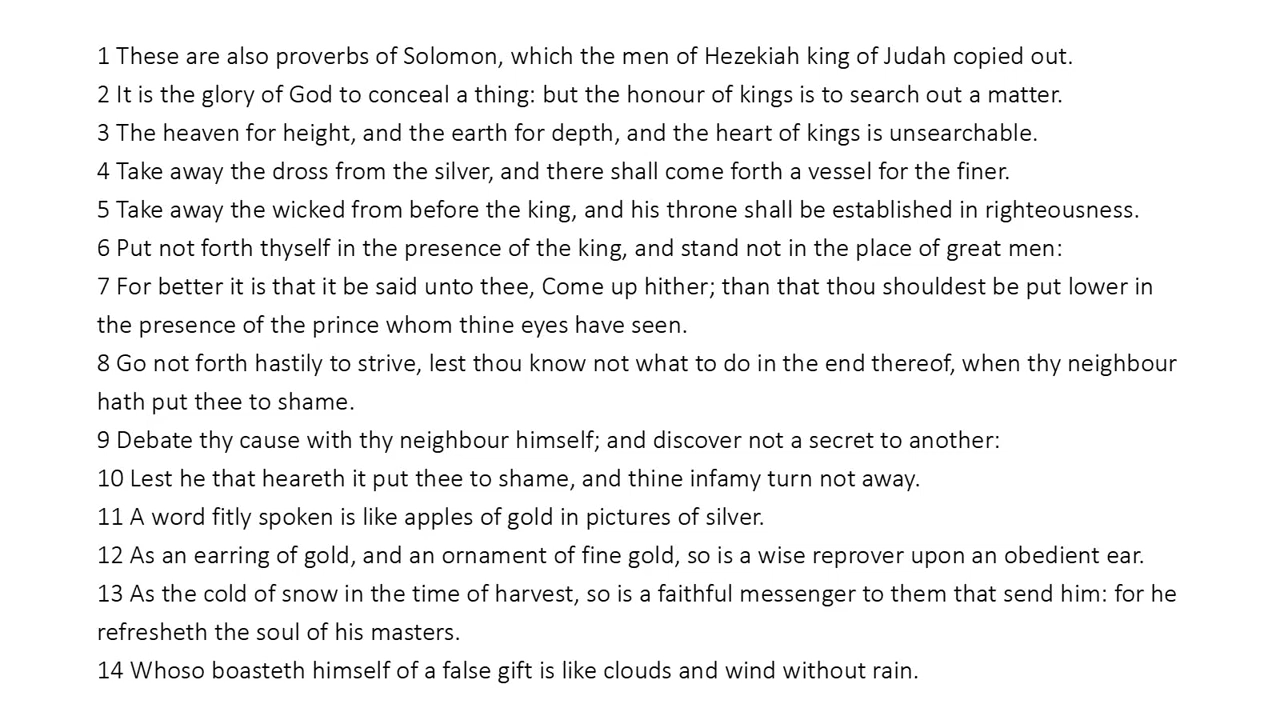 1 These are also proverbs of Solomon, which the men of Hezekiah king of Judah copied out.
2 It is the glory of God to conceal a thing: but the honour of kings is to search out a matter.
3 The heaven for height, and the earth for depth, and the heart of kings is unsearchable.
4 Take away the dross from the silver, and there shall come forth a vessel for the finer.
5 Take away the wicked from before the king, and his throne shall be established in righteousness.
6 Put not forth thyself in the presence of the king, and stand not in the place of great men:
7 For better it is that it be said unto thee, Come up hither; than that thou shouldest be put lower in
the presence of the prince whom thine eyes have seen.
8 Go not forth hastily to strive, lest thou know not what to do in the end thereof, when thy neighbour
hath put thee to shame.
9 Debate thy cause with thy neighbour himself; and discover not a secret to another:
10 Lest he that heareth it put thee to shame, and thine infamy turn not away.
11 A word fitly spoken is like apples of gold in pictures of silver.
12 As an earring of gold, and an ornament of fine gold, so is a wise reprover upon an obedient ear.
13 As the cold of snow in the time of harvest, so is a faithful messenger to them that send him: for he
refresheth the soul of his masters.
14 Whoso boasteth himself of a false gift is like clouds and wind without rain.